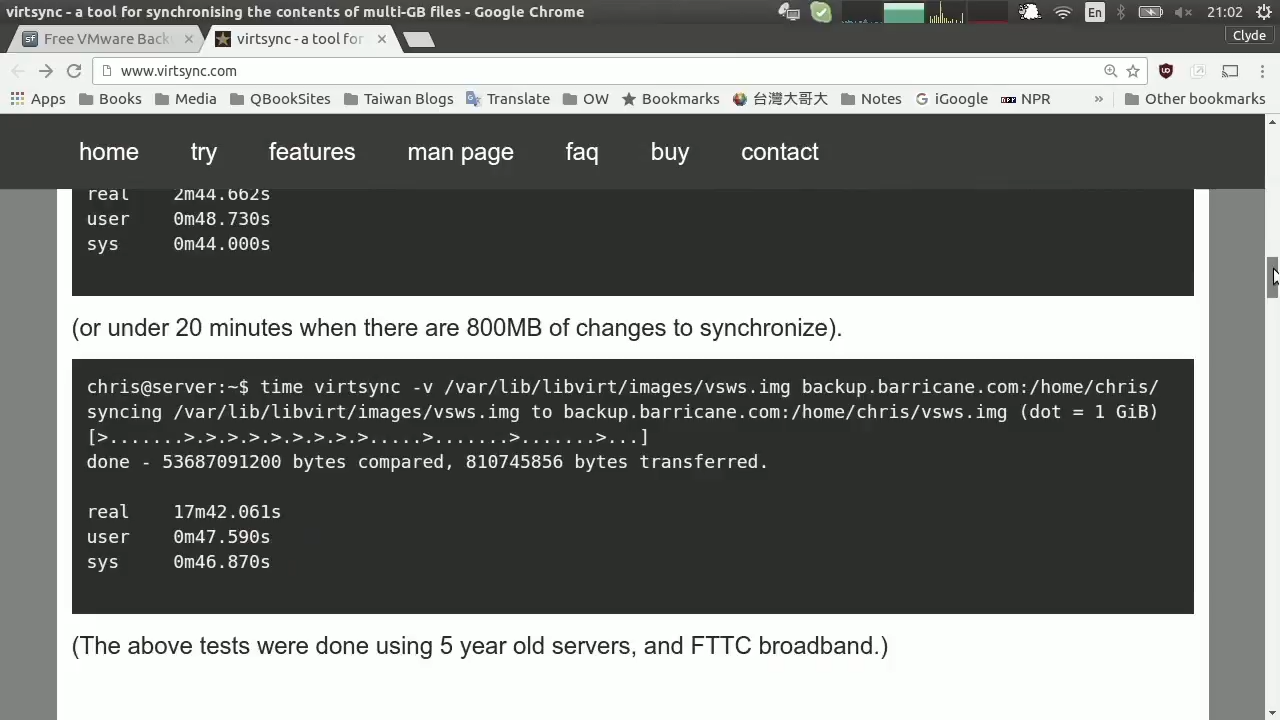 virtsync - a tool for synchronising the contents of multi-GB files - Google Chrome
En
21:02
Free VMware Back
virtsync - a tool for
Clyde
www.virtsync.com
Apps
Books
Media
QBookSites
Taiwan Blogs
Translate
OW
Bookmarks
台灣大哥大
Notes
iGoogle
NPR
»
Other bookmarks
home
try
features
man page
faq
buy
contact
real 2m44.662s
user 0m48.730s
sys 0m44.000s
(or under 20 minutes when there are 800MB of changes to synchronize).
chris@server:~$ time virtsync -v /var/lib/libvirt/images/vsws.img backup.barricane.com:/home/chris/
syncing /var/lib/libvirt/images/vsws.img to backup.barricane.com:/home/chris/vsws.img (dot = 1 GiB)
[>.......>.>.>.>.>.>.>.>.>.....>.......>.......>...]
done - 53687091200 bytes compared, 810745856 bytes transferred.
real 17m42.061s
user 0m47.590s
sys 0m46.870s
(The above tests were done using 5 year old servers, and FTTC broadband.)